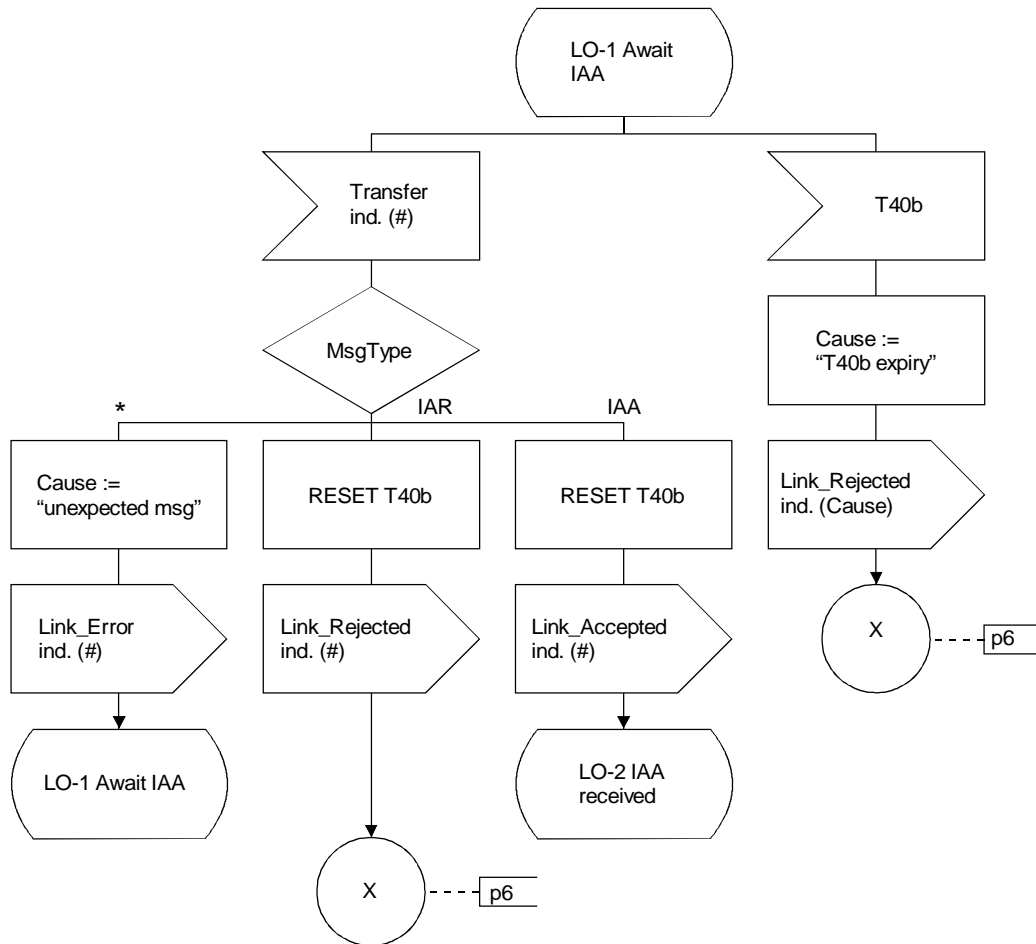 LO-1 Await
IAA
Transfer
ind. (#)
T40b
MsgType
Cause :=
“T40b expiry”
*
IAR
IAA
Cause :=
“unexpected msg”
RESET T40b
RESET T40b
Link_Rejected
ind. (Cause)
Link_Error
ind. (#)
Link_Rejected
ind. (#)
Link_Accepted
ind. (#)
X
p6
LO-1 Await IAA
LO-2 IAA
received
X
p6